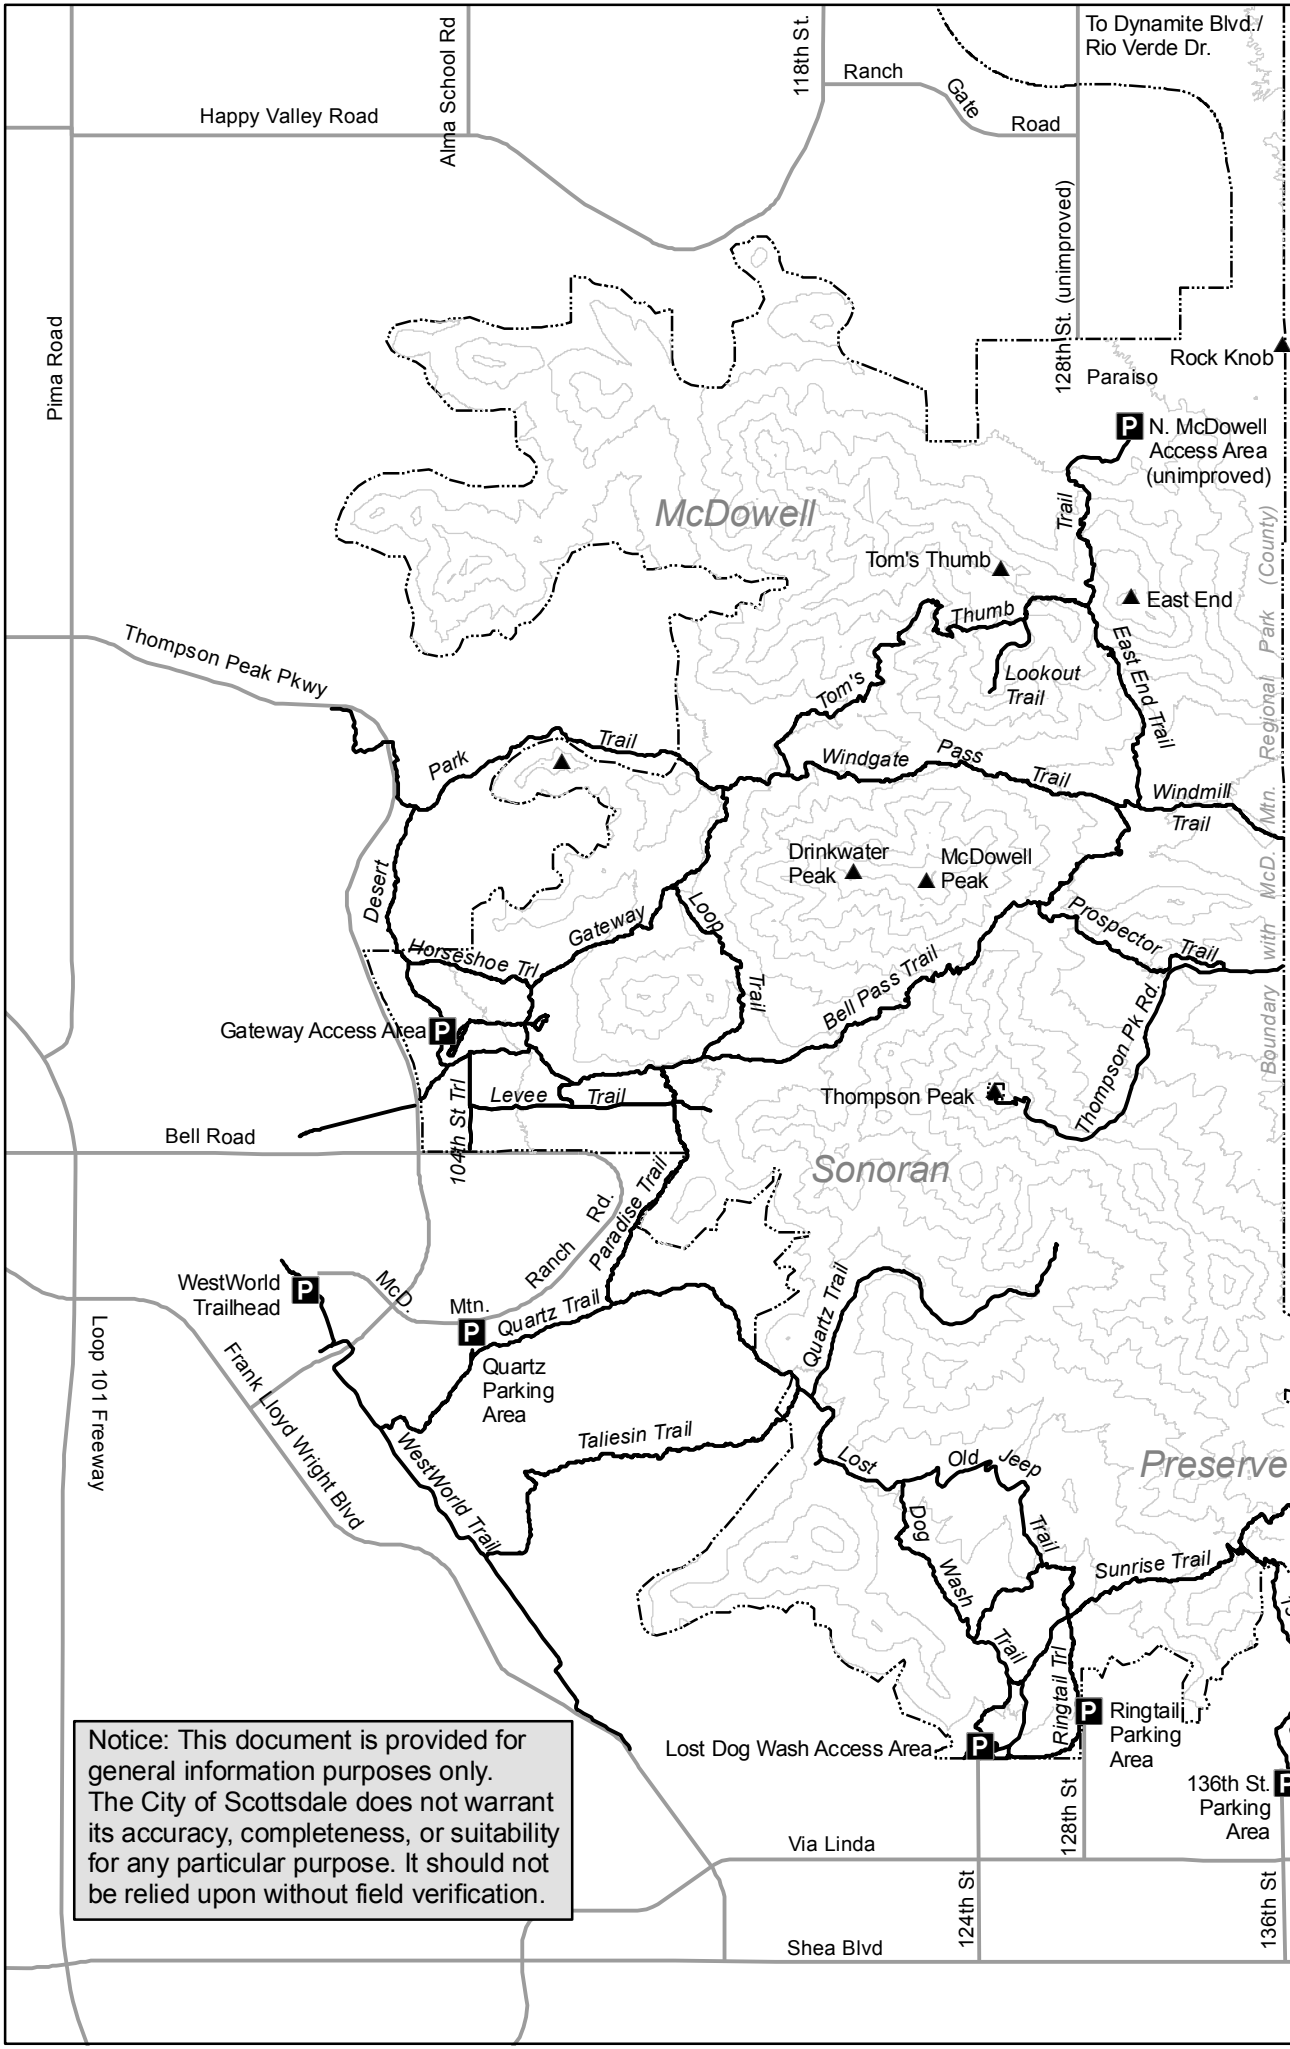 To Dynamite Blvd./
Rio Verde Dr.
Alma School Rd
118th St.
Ranch
Gate
Road
Happy Valley Road
128th St. (unimproved)
Pima Road
Rock Knob
Paraiso
P
N. McDowell
Access Area
(unimproved)
McDowell
Trail
Tom's Thumb
East End
Thumb
Boundary with McD. Mtn. Regional Park (County)
Thompson Peak Pkwy
East End Trail
Lookout
Trail
Tom's
Park
Trail
Windgate
Pass
Trail
Windmill
Trail
Drinkwater
Peak
McDowell
Peak
Desert
Loop
Trail
Gateway
Prospector
Trail
Horseshoe Trl
Bell Pass Trail
Gateway Access Area
P
Thompson Pk Rd.
Thompson Peak
Levee
Trail
104th St Trl
Bell Road
Sonoran
Paradise Trail
WestWorld
Trailhead
P
McD.
Mtn.
Ranch
Rd.
P
Quartz Trail
Quartz Trail
Quartz
Parking
Area
Loop 101 Freeway
Frank Lloyd Wright Blvd
WestWorld Trail
Taliesin Trail
Lost
Dog
Wash
Trail
Old
Jeep
Trail
Preserve
Sunrise Trail
Ringtail Trl
P
Ringtail
Parking
Area
Lost Dog Wash Access Area
P
136th St.
Parking
Area
P
Notice: This document is provided for
general information purposes only.
The City of Scottsdale does not warrant
its accuracy, completeness, or suitability
for any particular purpose. It should not
be relied upon without field verification.
128th St
Via Linda
124th St
136th St
Shea Blvd